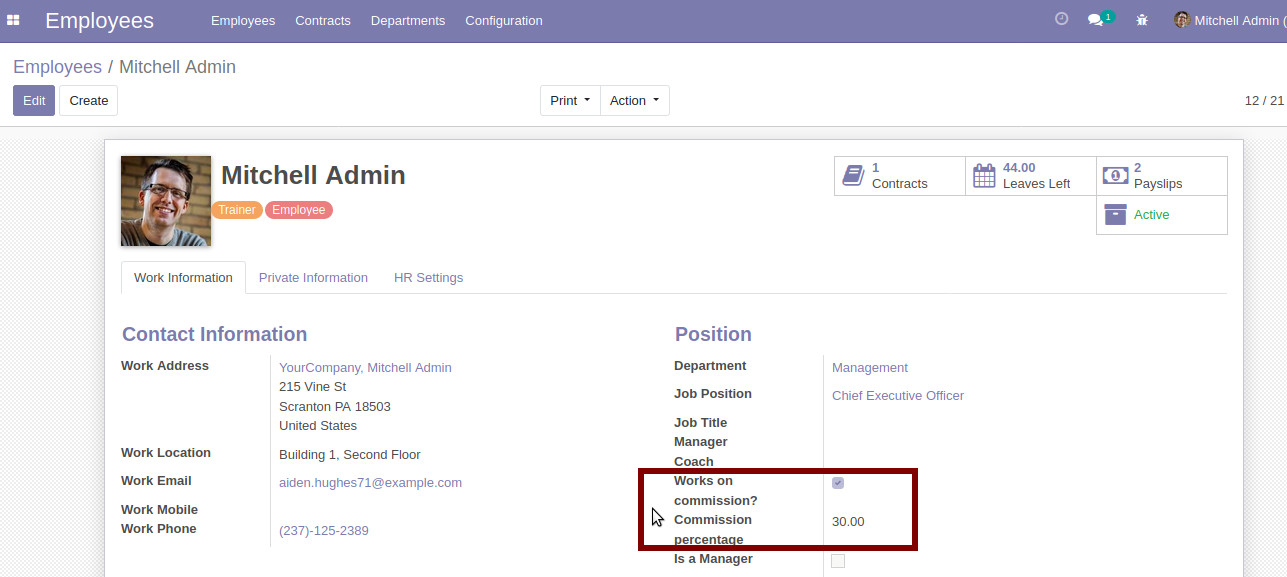 Employees Employees Contracts Departments Configuration 1 Mitchell Admin (
Employees / Mitchell Admin
Edit Create Print Action 12 / 21
Mitchell Admin
Trainer Employee
1 Contracts
44.00 Leaves Left
2 Payslips
Active
Work Information Private Information HR Settings
Contact Information
Work Address YourCompany, Mitchell Admin
215 Vine St
Scranton PA 18503
United States
Work Location Building 1, Second Floor
Work Email aiden.hughes71@example.com
Work Mobile
Work Phone (237)-125-2389
Position
Department Management
Job Position Chief Executive Officer
Job Title
Manager
Coach
Works on
commission?
Commission 30.00
percentage
Is a Manager